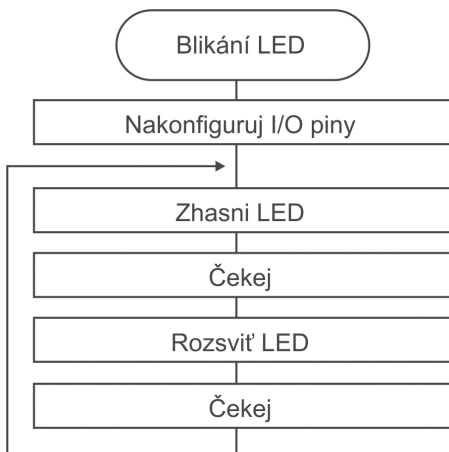 Blikání LED
Nakonfiguruj I/O piny
Zhasni LED
Čekej
Rozsviť LED
Čekej